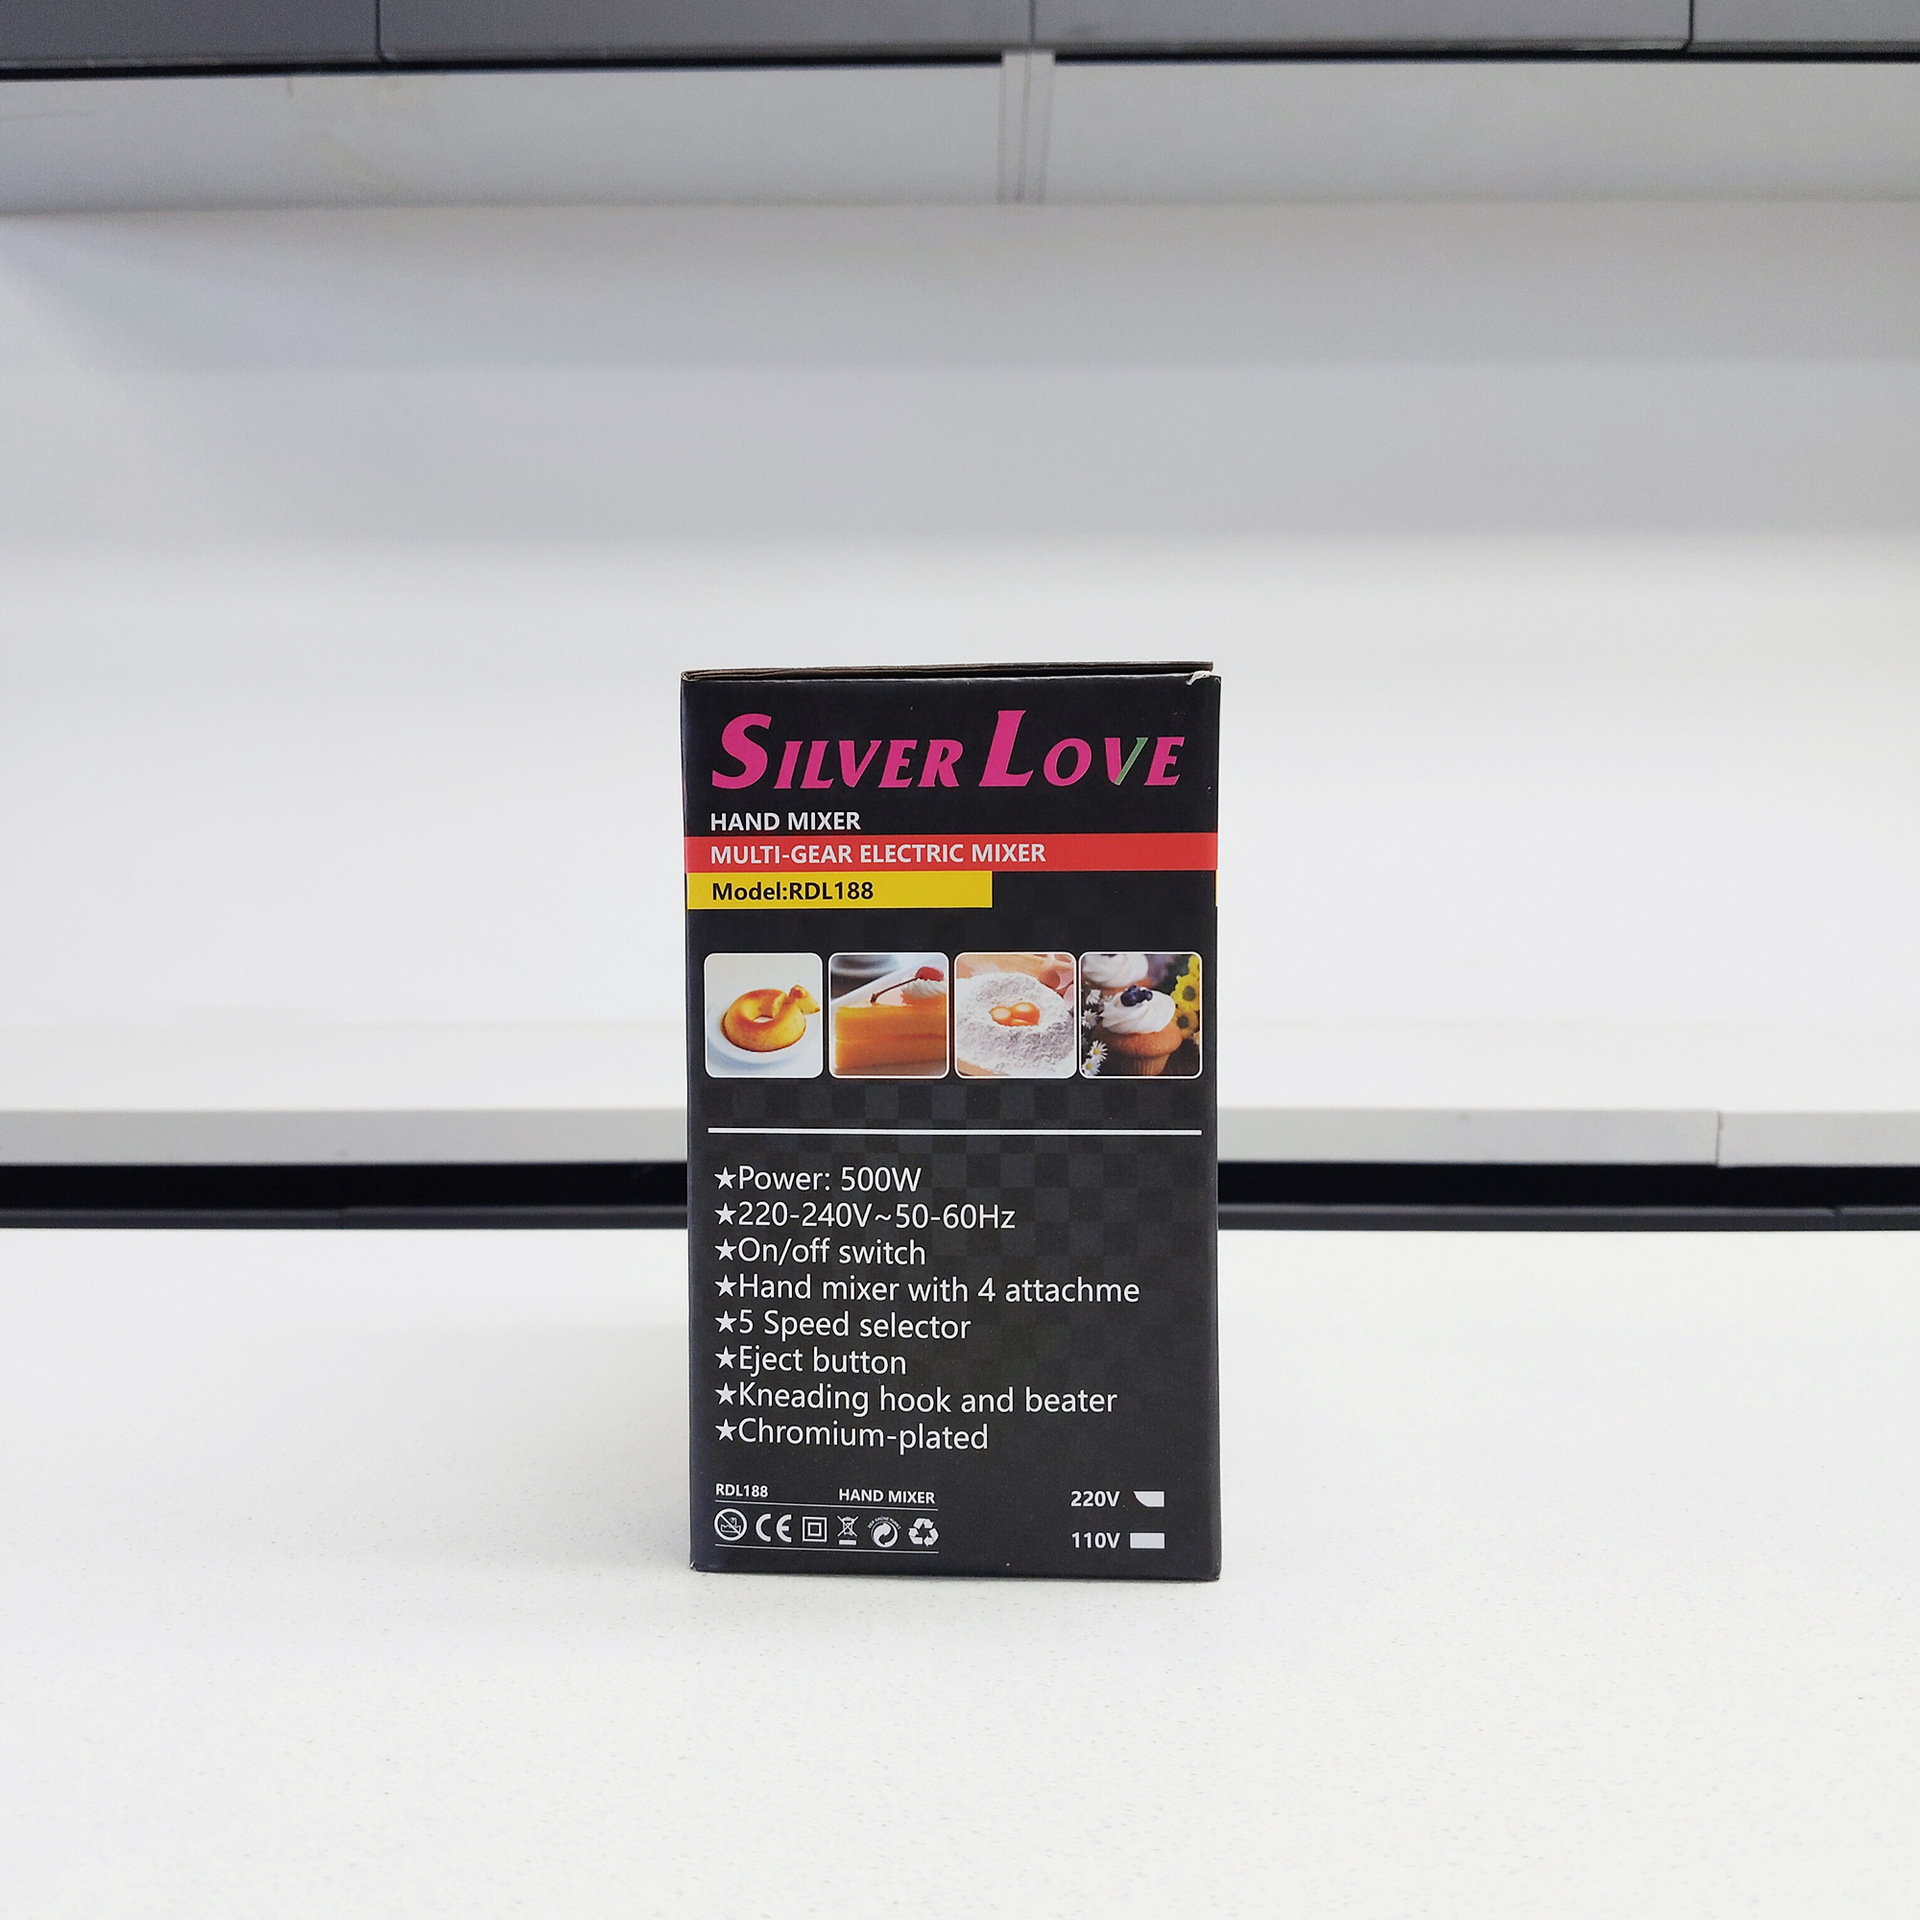 SILVER LOVE
HAND MIXER
MULTI-GEAR ELECTRIC MIXER
Model:RDL188
★Power: 500W
★220-240V~50-60Hz
★On/off switch
★Hand mixer with 4 attachme
★5 Speed selector
★Eject button
★Kneading hook and beater
★Chromium-plated
RDL188 HAND MIXER
CE
220V
110V